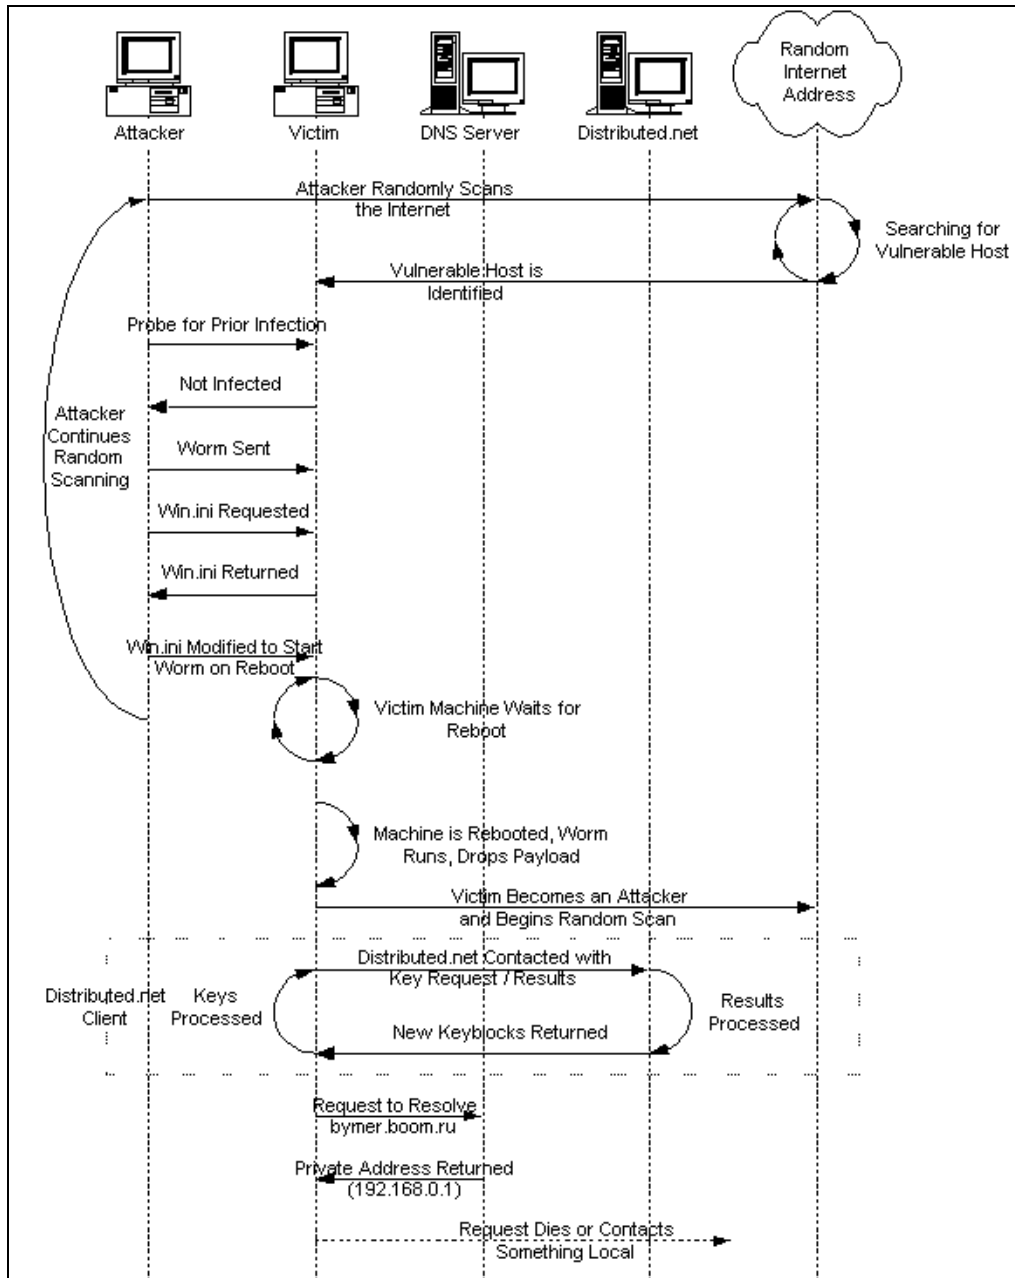 Random
Internet
Address
Attacker
Victim
DNS Server
Distributed.net
Attacker Randomly Scans
the Internet
Searching for
Vulnerable Host
Vulnerable Host is
Identified
Probe for Prior Infection
Not Infected
Attacker
Continues
Random
Scanning
Worm Sent
Win.ini Requested
Win.ini Returned
Win.ini Modified to Start
Worm on Reboot
Victim Machine Waits for
Reboot
Machine is Rebooted, Worm
Runs, Drops Payload
Victim Becomes an Attacker
and Begins Random Scan
Distributed.net Contacted with
Key Request / Results
Distributed.net
Client
Keys
Processed
Results
Processed
New Keyblocks Returned
Request to Resolve
bymer.boom.ru
Private Address Returned
(192.168.0.1)
Request Dies or Contacts
Something Local